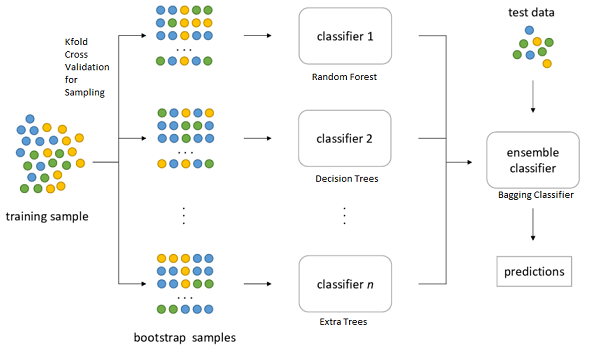 Kfold
Cross
Validation
for
Sampling
training sample
...
classifier 1
Random Forest
...
classifier 2
Decision Trees
...
classifier n
Extra Trees
bootstrap samples
test data
ensemble
classifier
Bagging Classifier
predictions